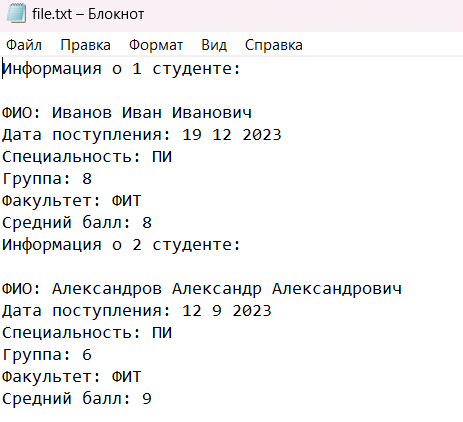 file.txt – Блокнот
Файл Правка Формат Вид Справка
Информация о 1 студенте:
ФИО: Иванов Иван Иванович
Дата поступления: 19 12 2023
Специальность: ПИ
Группа: 8
Факультет: ФИТ
Средний балл: 8
Информация о 2 студенте:
ФИО: Александров Александр Александрович
Дата поступления: 12 9 2023
Специальность: ПИ
Группа: 6
Факультет: ФИТ
Средний балл: 9